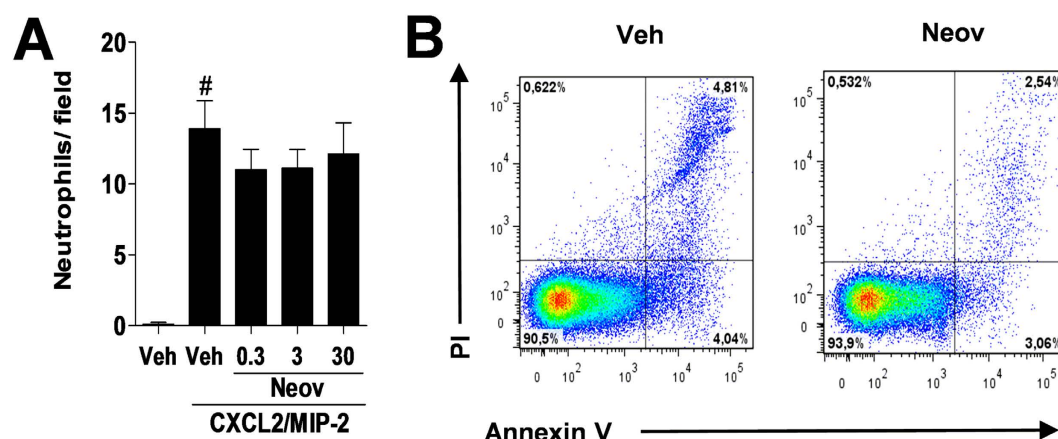 A
Neutrophils/ field
20
15
10
5
0
#
Veh Veh 0.3 3 30
Neov
CXCL2/MIP-2
B
Veh
Neov
0,622% 4,81%
90,5% 4,04%
10^5
10^4
10^3
10^2
0
0 10^2 10^3 10^4 10^5
0,532% 2,54%
93,9% 3,06%
10^5
10^4
10^3
10^2
0
0 10^2 10^3 10^4 10^5
PI
Annexin V